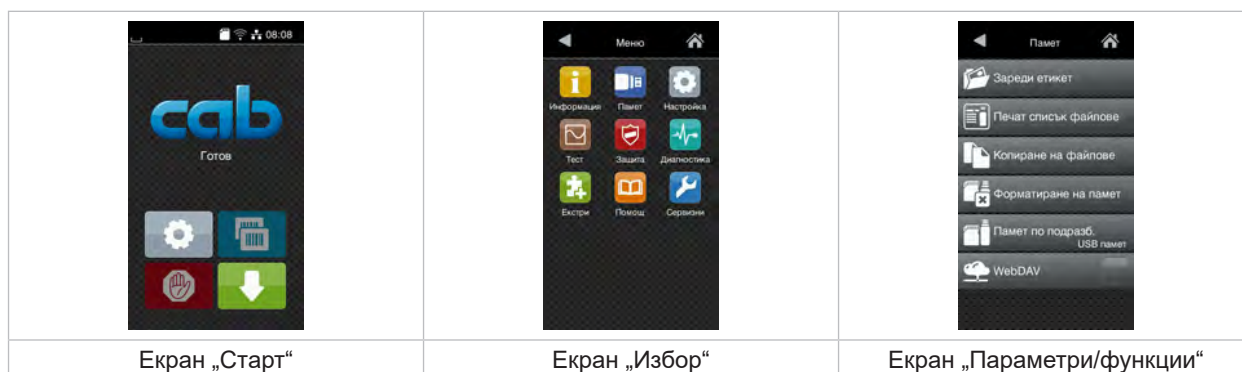 08:08
cab
Готов
Меню
Информация Памет Настройка
Тест Защита Диагностика
Екстри Помощ Сервизни
Памет
Зареди етикет
Печат списък файлове
Копиране на файлове
Форматиране на памет
Памет по подразб.
USB памет
WebDAV
Екран „Старт“
Екран „Избор“
Екран „Параметри/функции“